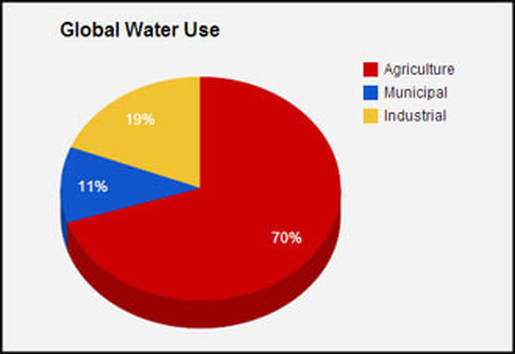 Global Water Use
Agriculture
Municipal
Industrial
19%
11%
70%